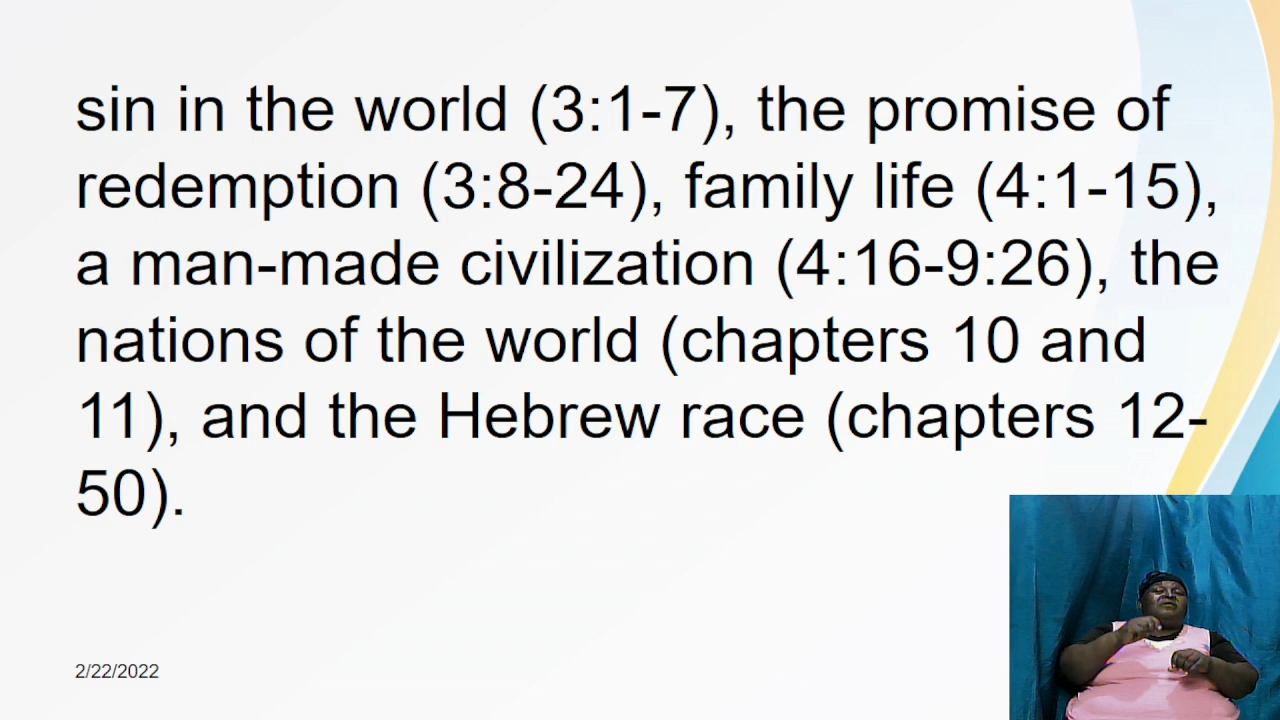 sin in the world (3:1-7), the promise of
redemption (3:8-24), family life (4:1-15),
a man-made civilization (4:16-9:26), the
nations of the world (chapters 10 and
11), and the Hebrew race (chapters 12-
50).
2/22/2022